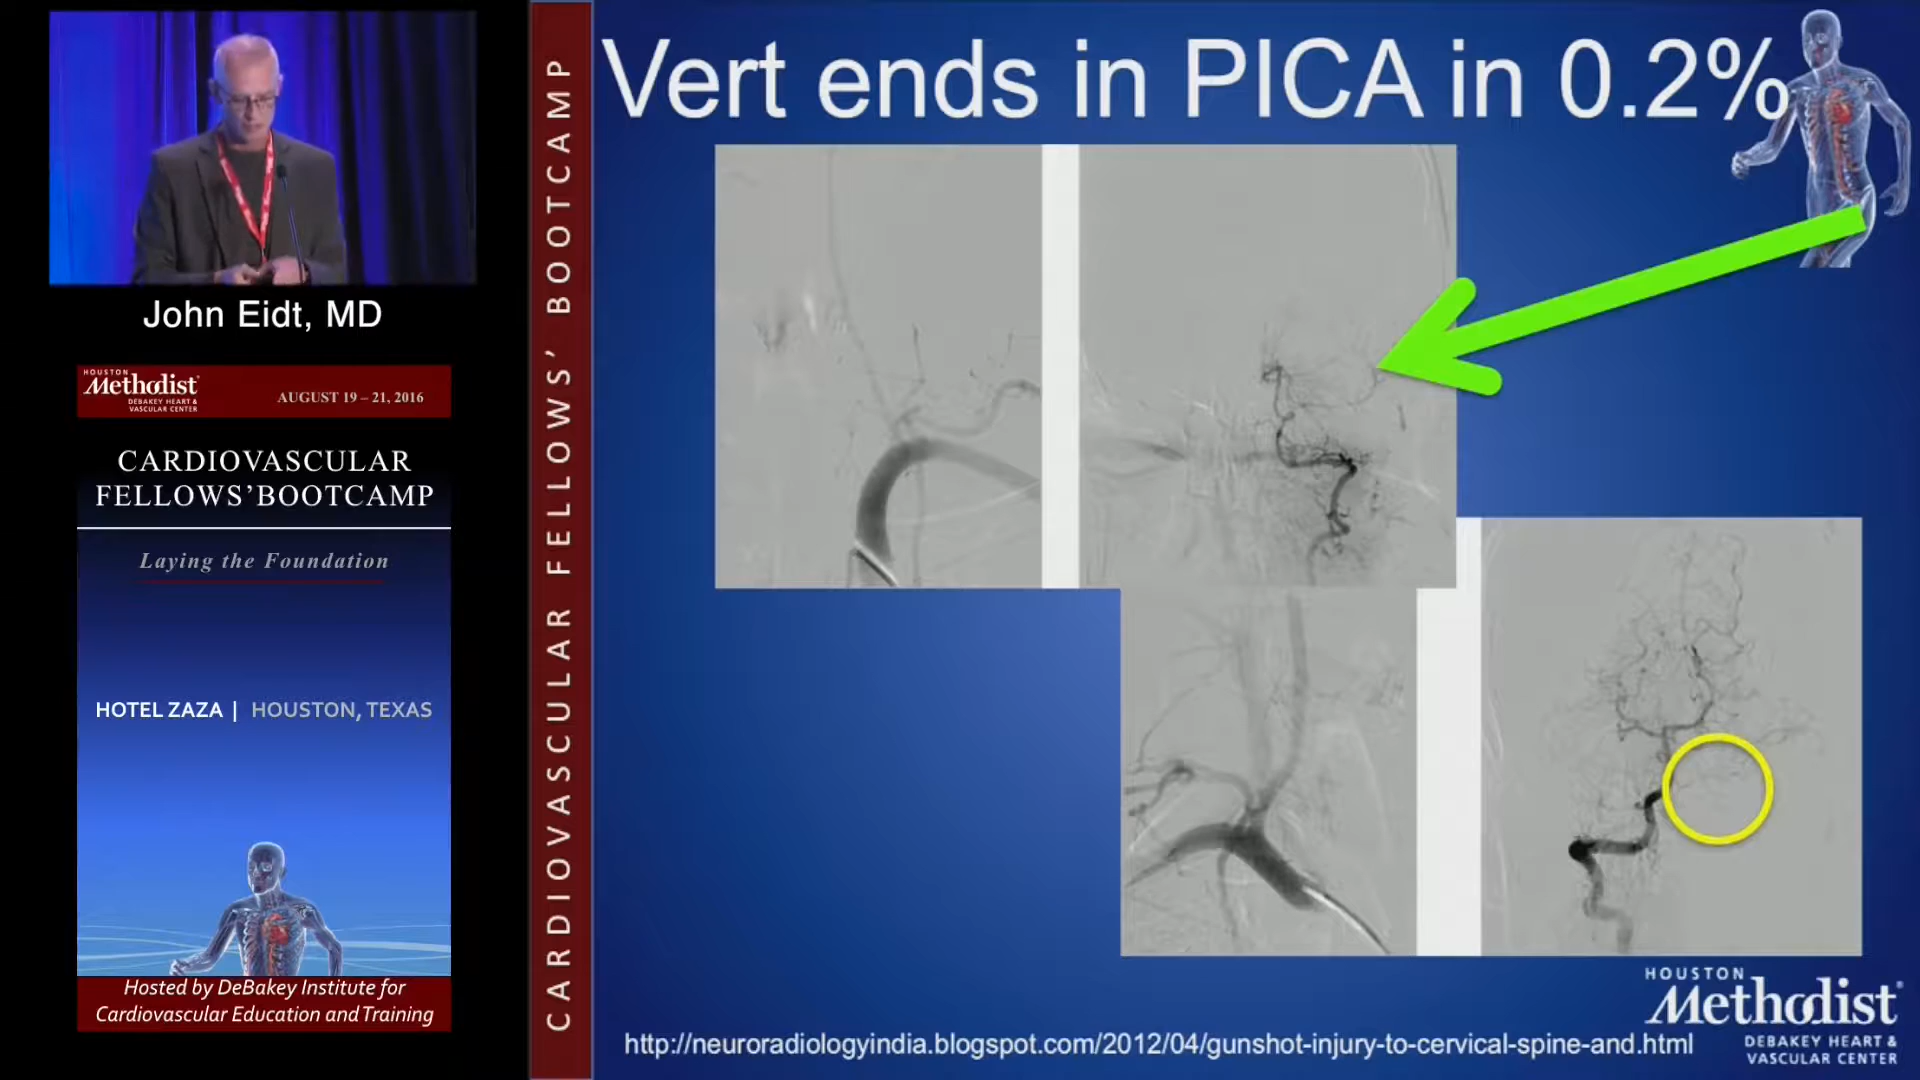 John Eidt, MD
HOUSTON
Methodist
DEBAKEY HEART &
VASCULAR CENTER
AUGUST 19 – 21, 2016
CARDIOVASCULAR
FELLOWS'BOOTCAMP
Laying the Foundation
HOTEL ZAZA | HOUSTON, TEXAS
Hosted by DeBakey Institute for
Cardiovascular Education and Training
CARDIOVASCULAR FELLOWS' BOOTCAMP
Vert ends in PICA in 0.2%
http://neuroradiologyindia.blogspot.com/2012/04/gunshot-injury-to-cervical-spine-and.html
HOUSTON
Methodist
DEBAKEY HEART &
VASCULAR CENTER